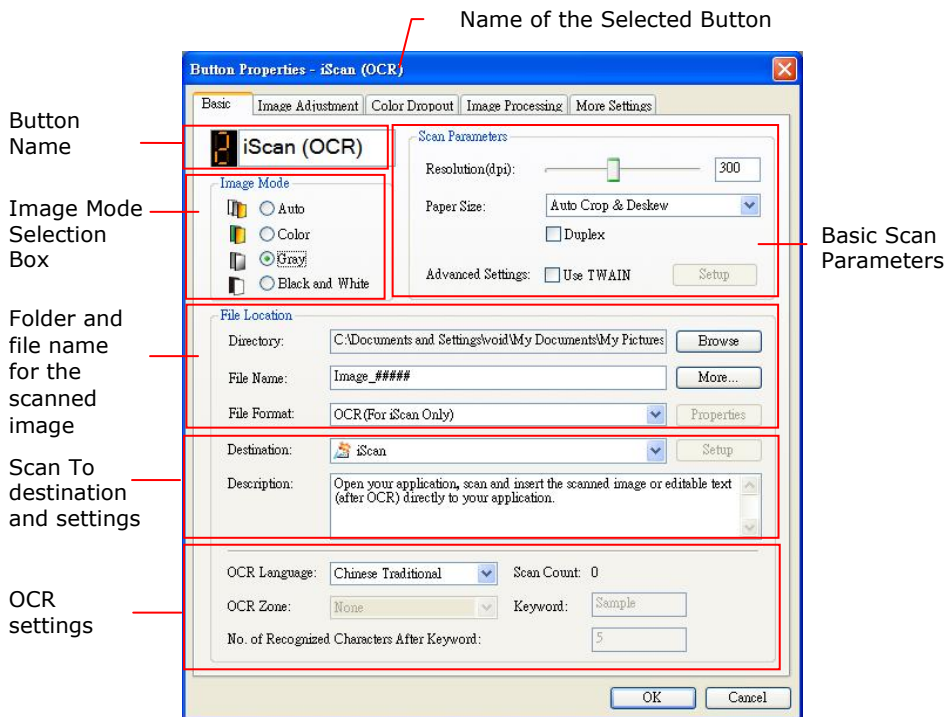 Name of the Selected Button
Button Properties - iScan (OCR)
Basic Image Adjustment Color Dropout Image Processing More Settings
Button
Name
2 iScan (OCR)
Image Mode
Selection
Box
Image Mode
Auto
Color
Gray
Black and White
Scan Parameters
Resolution(dpi): 300
Paper Size: Auto Crop & Deskew
Duplex
Advanced Settings: Use TWAIN Setup
Basic Scan
Parameters
Folder and
file name
for the
scanned
image
File Location
Directory: C:\Documents and Settings\void\My Documents\My Pictures Browse
File Name: Image_##### More...
File Format: OCR(For iScan Only) Properties
Scan To
destination
and settings
Destination: iScan Setup
Description: Open your application, scan and insert the scanned image or editable text
(after OCR) directly to your application.
OCR
settings
OCR Language: Chinese Traditional Scan Count: 0
OCR Zone: None Keyword: Sample
No. of Recognized Characters After Keyword: 5
OK Cancel